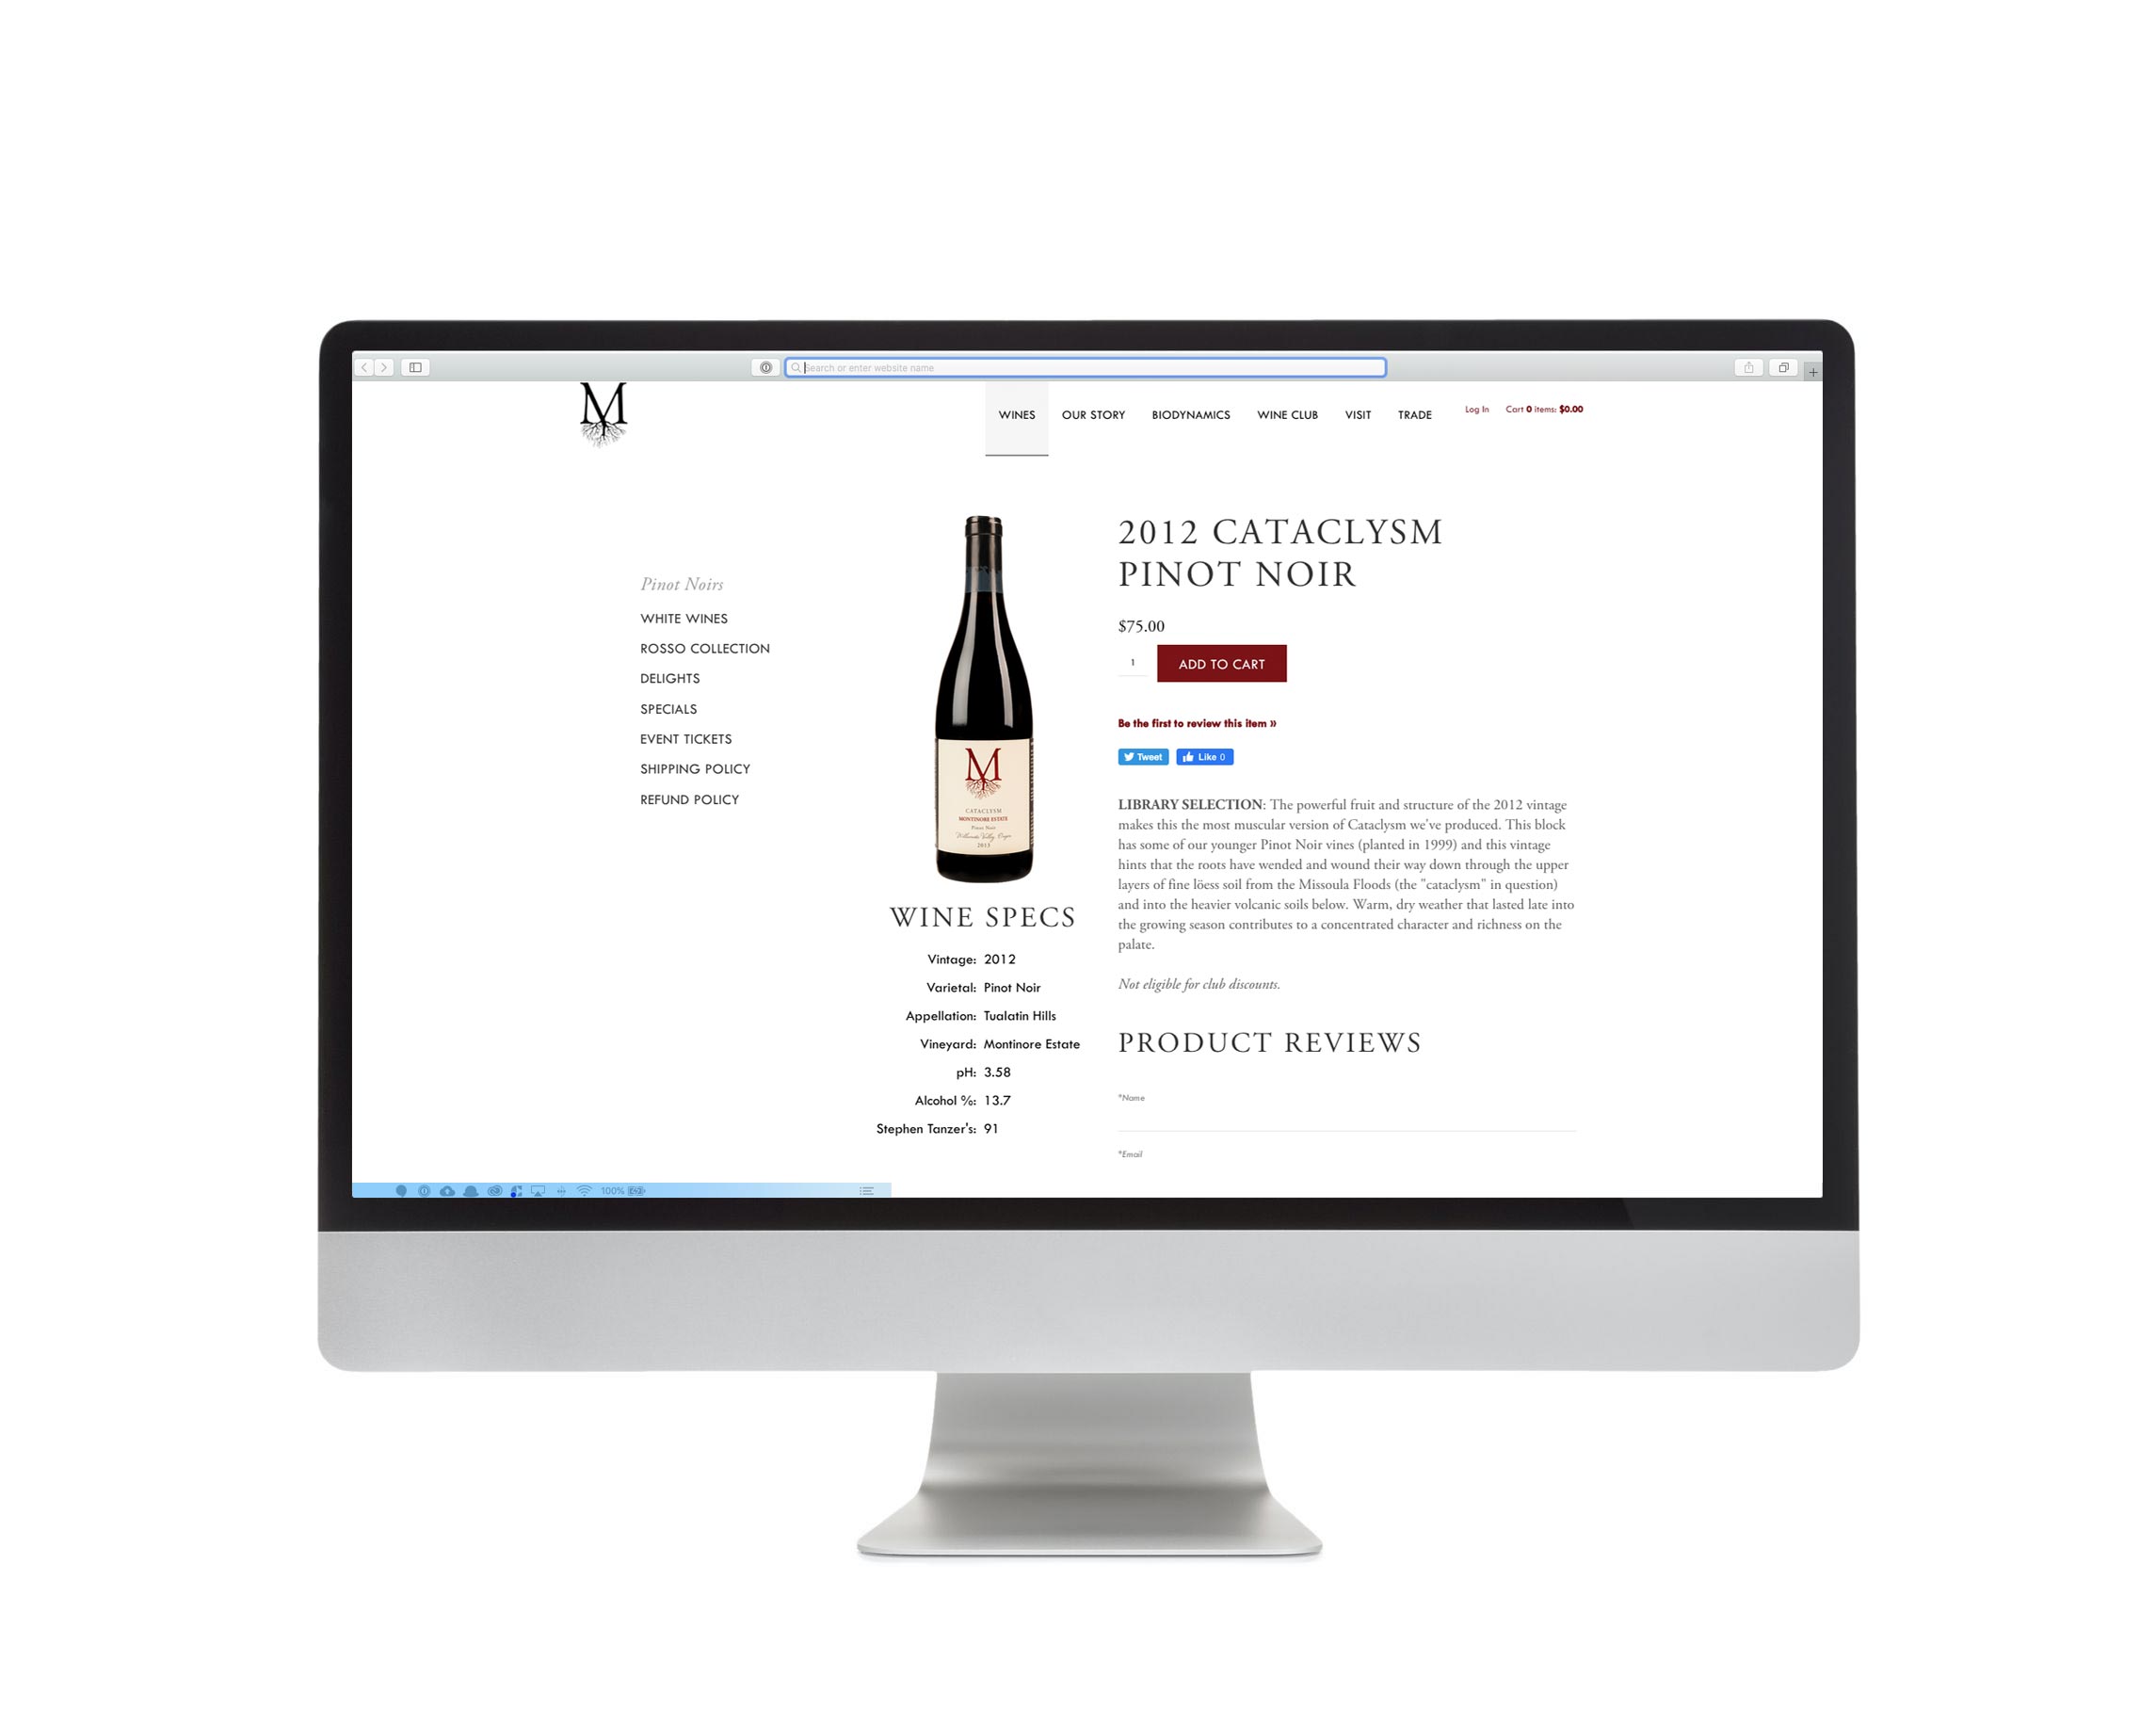 Search or enter website name
M
WINES OUR STORY BIODYNAMICS WINE CLUB VISIT TRADE Log In Cart 0 items: $0.00
Pinot Noirs
WHITE WINES
ROSSO COLLECTION
DELIGHTS
SPECIALS
EVENT TICKETS
SHIPPING POLICY
REFUND POLICY
M
CATACLYSM
MONTINORE ESTATE
Pinot Noir
Willamette Valley, Oregon
WINE SPECS
Vintage: 2012
Varietal: Pinot Noir
Appellation: Tualatin Hills
Vineyard: Montinore Estate
pH: 3.58
Alcohol %: 13.7
Stephen Tanzer's: 91
2012 CATACLYSM
PINOT NOIR
$75.00
1 ADD TO CART
Be the first to review this item »
Tweet Like 0
LIBRARY SELECTION: The powerful fruit and structure of the 2012 vintage
makes this the most muscular version of Cataclysm we've produced. This block
has some of our younger Pinot Noir vines (planted in 1999) and this vintage
hints that the roots have wended and wound their way down through the upper
layers of fine löess soil from the Missoula Floods (the "cataclysm" in question)
and into the heavier volcanic soils below. Warm, dry weather that lasted late into
the growing season contributes to a concentrated character and richness on the
palate.
Not eligible for club discounts.
PRODUCT REVIEWS
*Name
*Email
100%